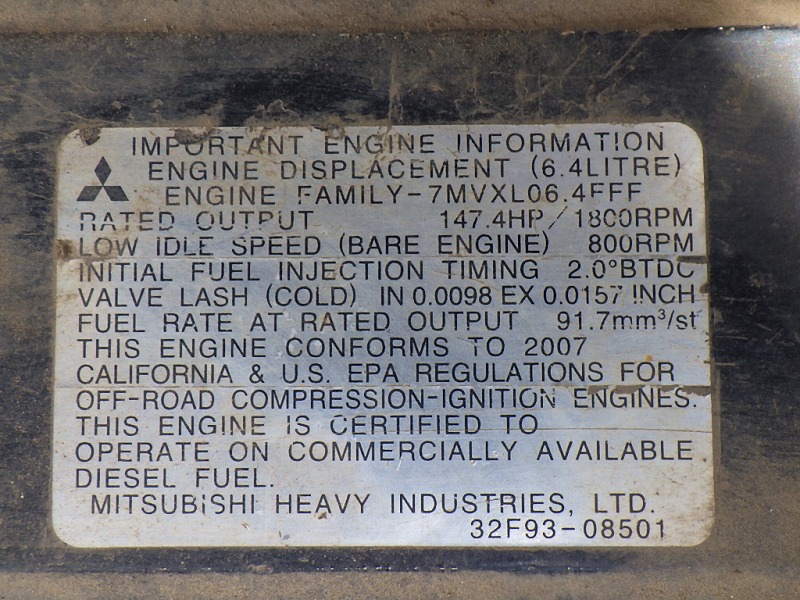 IMPORTANT ENGINE INFORMATION
ENGINE DISPLACEMENT (6.4LITRE)
ENGINE FAMILY-7MVXL06.4FFF
RATED OUTPUT 147.4HP/1800RPM
LOW IDLE SPEED (BARE ENGINE) 800RPM
INITIAL FUEL INJECTION TIMING 2.0°BTDC
VALVE LASH (COLD) IN 0.0098 EX 0.0157 INCH
FUEL RATE AT RATED OUTPUT 91.7mm³/st
THIS ENGINE CONFORMS TO 2007
CALIFORNIA & U.S. EPA REGULATIONS FOR
OFF-ROAD COMPRESSION-IGNITION ENGINES.
THIS ENGINE IS CERTIFIED TO
OPERATE ON COMMERCIALLY AVAILABLE
DIESEL FUEL.
MITSUBISHI HEAVY INDUSTRIES, LTD.
32F93-08501